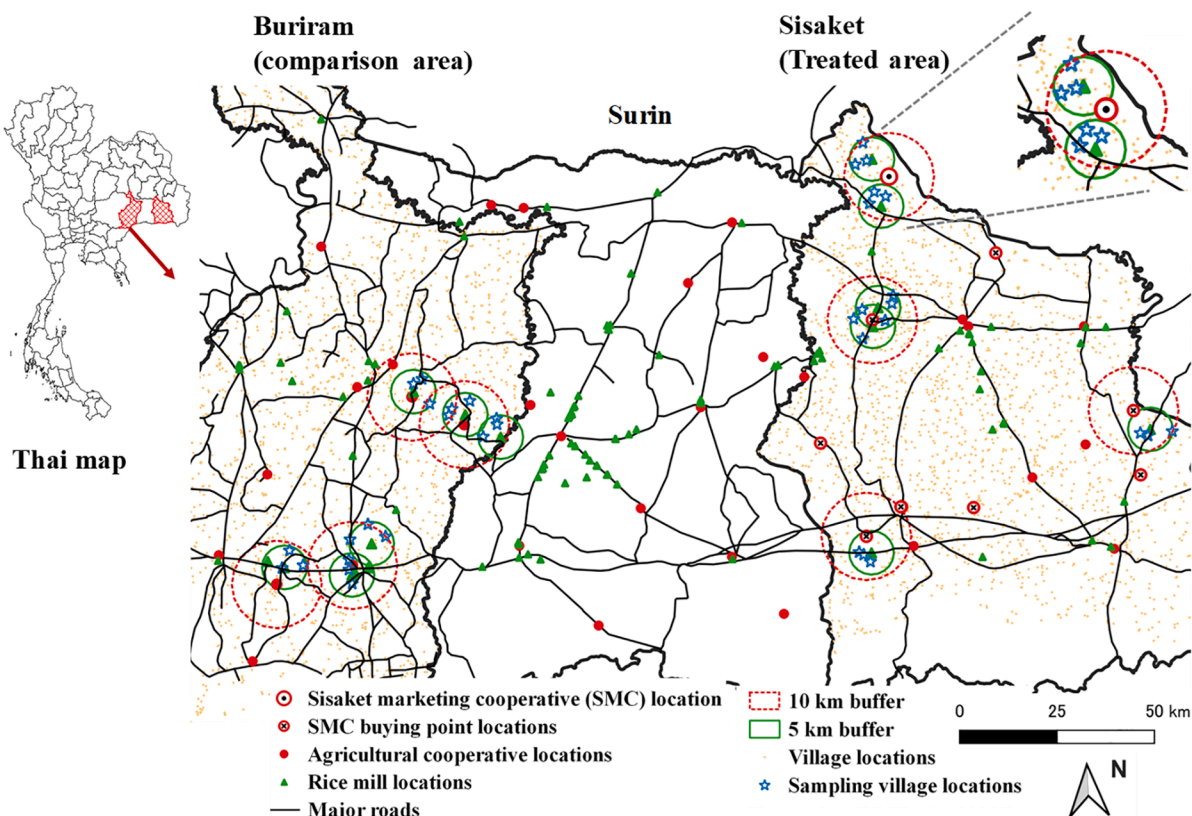 Buriram
(comparison area)
Sisaket
(Treated area)
Surin
Thai map
Sisaket marketing cooperative (SMC) location
SMC buying point locations
Agricultural cooperative locations
Rice mill locations
Major roads
10 km buffer
5 km buffer
Village locations
Sampling village locations
0 25 50 km
N